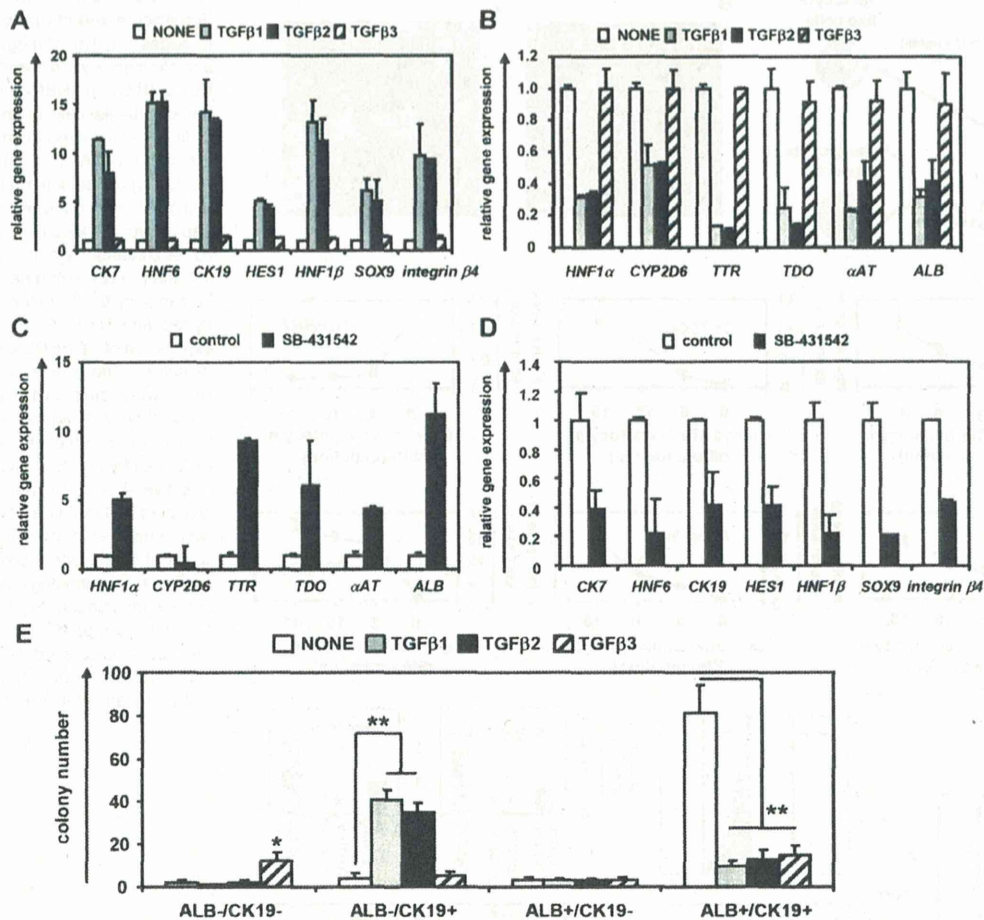 A
NONE TGFβ1 TGFβ2 TGFβ3
relative gene expression
20
15
10
5
0
CK7 HNF6 CK19 HES1 HNF1β SOX9 integrin β4
B
NONE TGFβ1 TGFβ2 TGFβ3
relative gene expression
1.2
1.0
0.8
0.6
0.4
0.2
0
HNF1α CYP2D6 TTR TDO αAT ALB
C
control SB-431542
relative gene expression
15
10
5
0
HNF1α CYP2D6 TTR TDO αAT ALB
D
control SB-431542
relative gene expression
1.4
1.2
1
0.8
0.6
0.4
0.2
0
CK7 HNF6 CK19 HES1 HNF1β SOX9 integrin β4
E
NONE TGFβ1 TGFβ2 TGFβ3
colony number
100
80
60
40
20
0
*
**
**
ALB-/CK19- ALB-/CK19+ ALB+/CK19- ALB+/CK19+